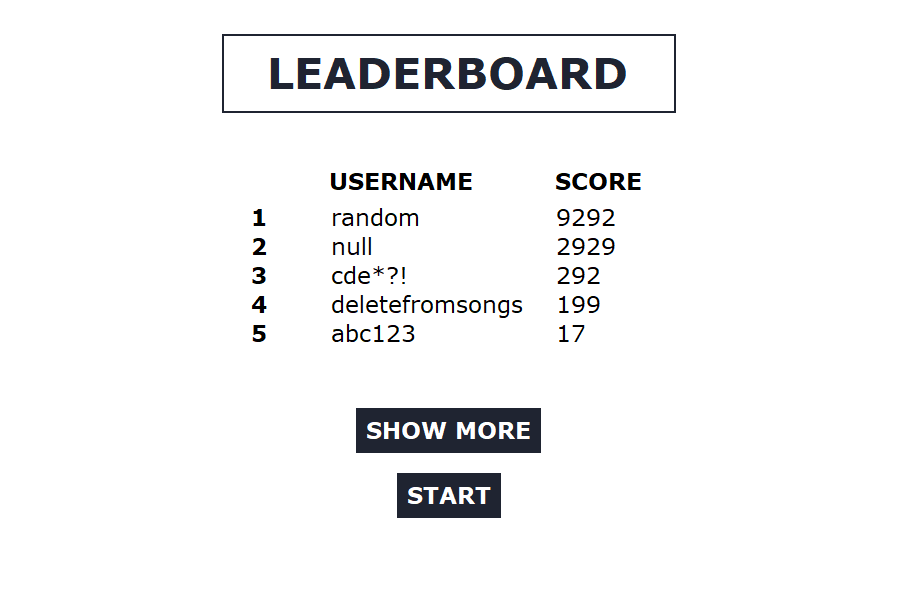 LEADERBOARD
USERNAME SCORE
1 random 9292
2 null 2929
3 cde*?! 292
4 deletefromsongs 199
5 abc123 17
SHOW MORE
START